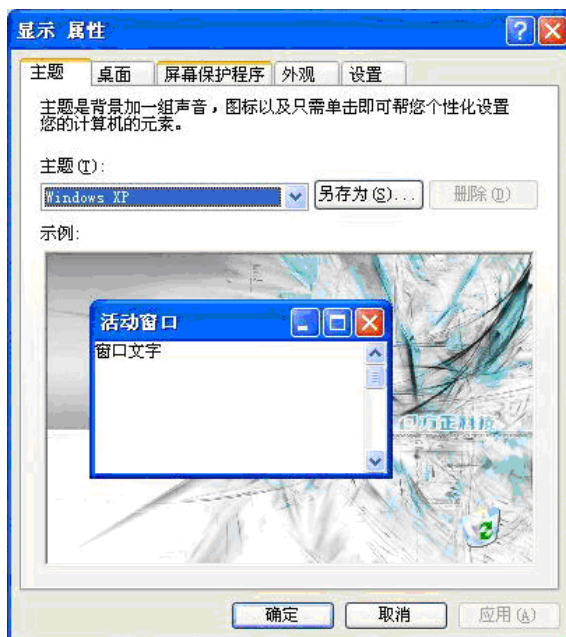 显示 属性
主题 桌面 屏幕保护程序 外观 设置
主题是背景加一组声音，图标以及只需单击即可帮您个性化设置
您的计算机的元素。
主题(T):
Windows XP 另存为(S)... 删除(D)
示例:
活动窗口
窗口文字
方正科技
确定 取消 应用(A)